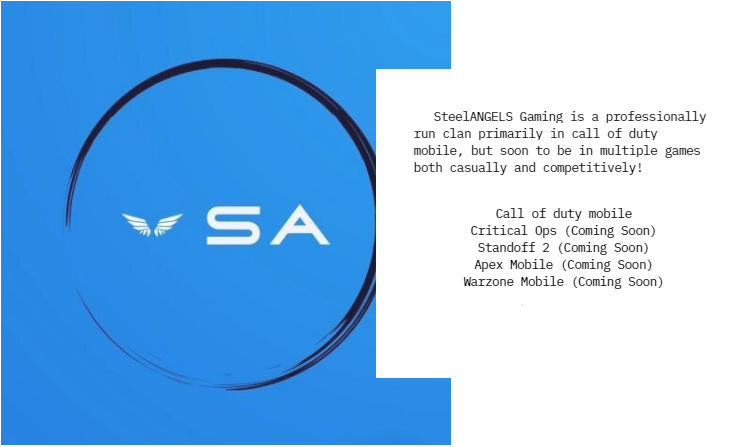 SA
SteelANGELS Gaming is a professionally
run clan primarily in call of duty
mobile, but soon to be in multiple games
both casually and competitively!
Call of duty mobile
Critical Ops (Coming Soon)
Standoff 2 (Coming Soon)
Apex Mobile (Coming Soon)
Warzone Mobile (Coming Soon)